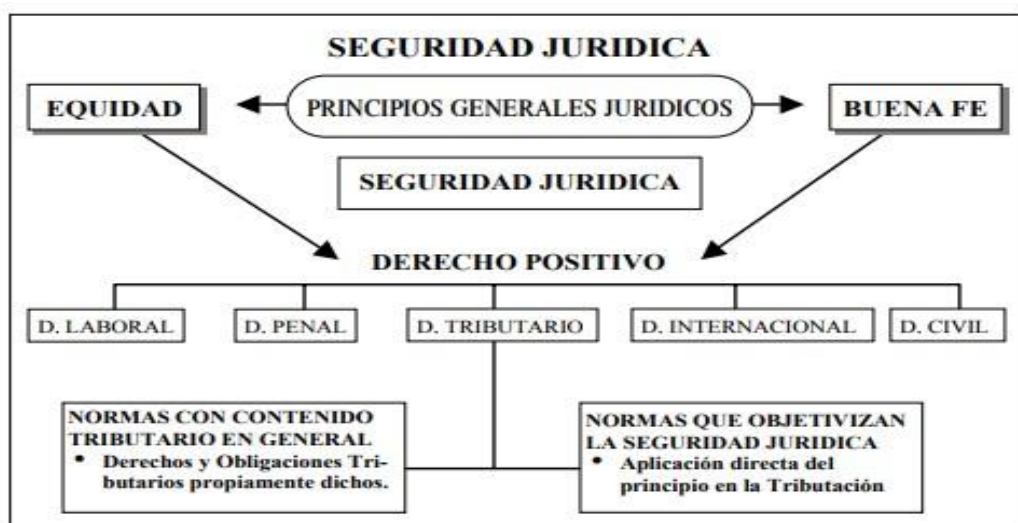 SEGURIDAD JURIDICA
EQUIDAD
PRINCIPIOS GENERALES JURIDICOS
BUENA FE
SEGURIDAD JURIDICA
DERECHO POSITIVO
D. LABORAL
D. PENAL
D. TRIBUTARIO
D. INTERNACIONAL
D. CIVIL
NORMAS CON CONTENIDO
TRIBUTARIO EN GENERAL
• Derechos y Obligaciones Tri-
butarios propiamente dichos.
NORMAS QUE OBJETIVIZAN
LA SEGURIDAD JURIDICA
• Aplicación directa del
principio en la Tributación